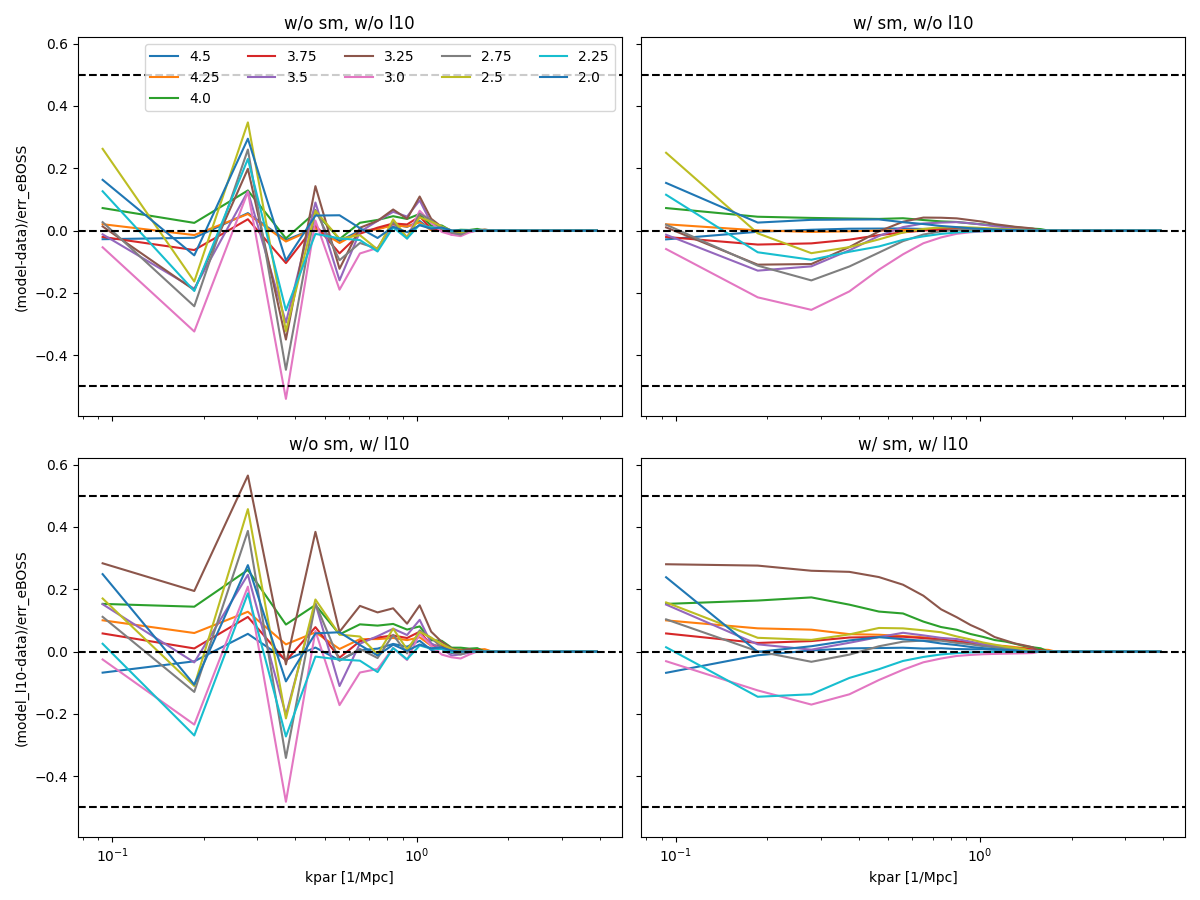 w/o sm, w/o l10
w/ sm, w/o l10
4.5 3.75 3.25 2.75 2.25
4.25 3.5 3.0 2.5 2.0
4.0
0.6
0.4
0.2
0.0
−0.2
−0.4
(model-data)/err_eBOSS
w/o sm, w/ l10
w/ sm, w/ l10
0.6
0.4
0.2
0.0
−0.2
−0.4
(model_l10-data)/err_eBOSS
10⁻¹ 10⁰
10⁻¹ 10⁰
kpar [1/Mpc]
kpar [1/Mpc]